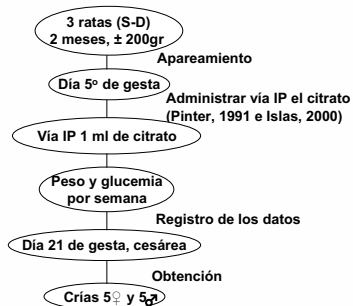 3 ratas (S-D)
2 meses, ± 200gr
Apareamiento
Día 5º de gesta
Administrar vía IP el citrato
(Pinter, 1991 e Islas, 2000)
Vía IP 1 ml de citrato
Peso y glucemia
por semana
Registro de los datos
Día 21 de gesta, cesárea
Obtención
Crías 5♀ y 5♂